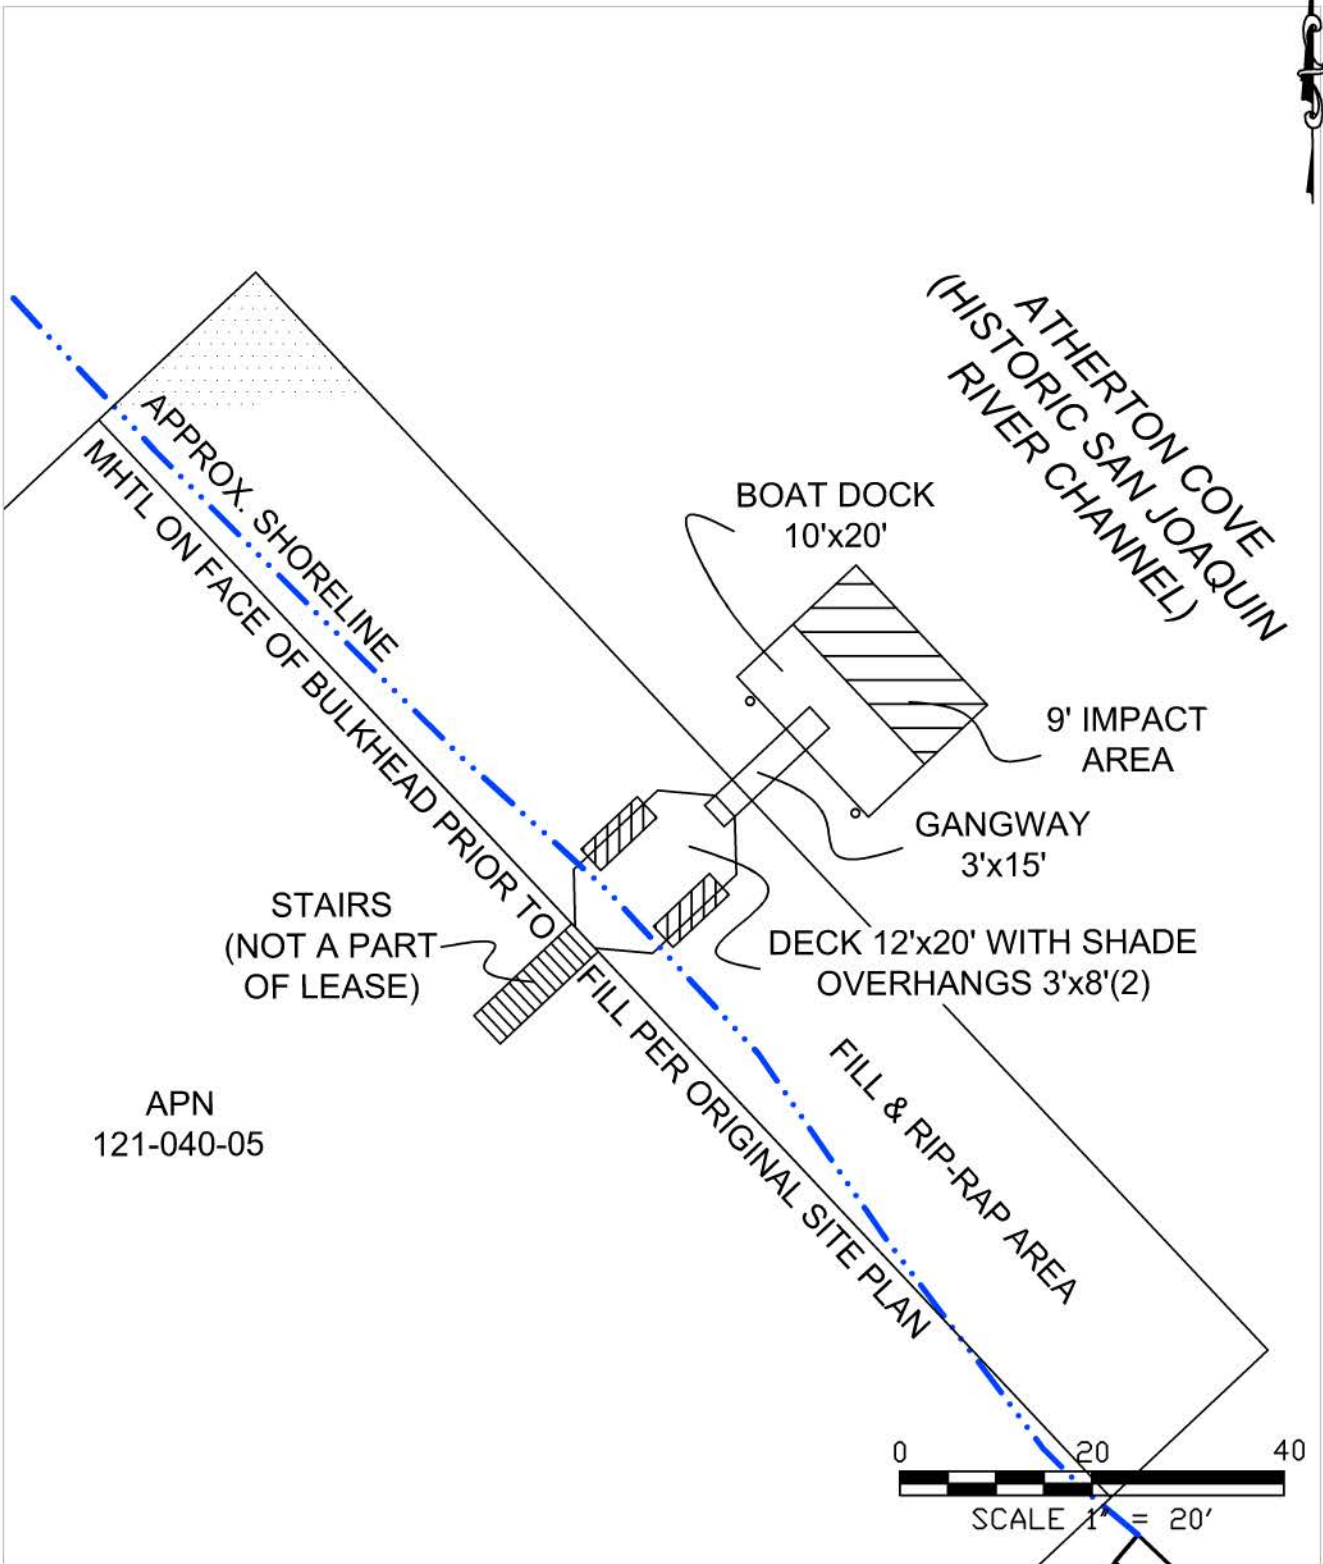 ATHERTON COVE
(HISTORIC SAN JOAQUIN
RIVER CHANNEL)
APPROX. SHORELINE
MHTL ON FACE OF BULKHEAD PRIOR TO
FILL PER ORIGINAL SITE PLAN
BOAT DOCK
10'x20'
9' IMPACT
AREA
GANGWAY
3'x15'
STAIRS
(NOT A PART
OF LEASE)
DECK 12'x20' WITH SHADE
OVERHANGS 3'x8'(2)
FILL & RIP-RAP AREA
APN
121-040-05
0 20 40
SCALE 1" = 20'